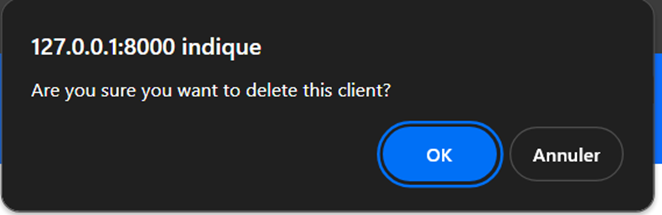 127.0.0.1:8000 indique
Are you sure you want to delete this client?
OK
Annuler